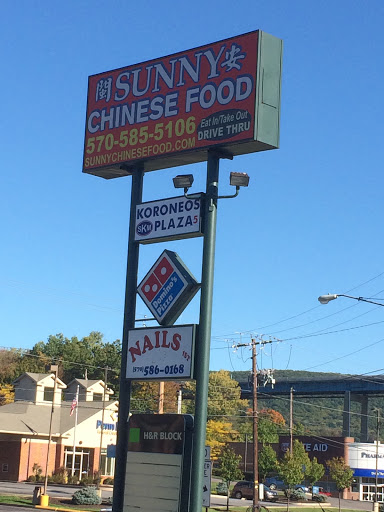 閩 SUNNY 安
CHINESE FOOD
570-585-5106
Eat In/Take Out
DRIVE THRU
SUNNYCHINESEFOOD.COM
KORONEOS
SKM PLAZA 5
Domino's
Pizza
NAILS
(570) 586-0168
H&R BLOCK